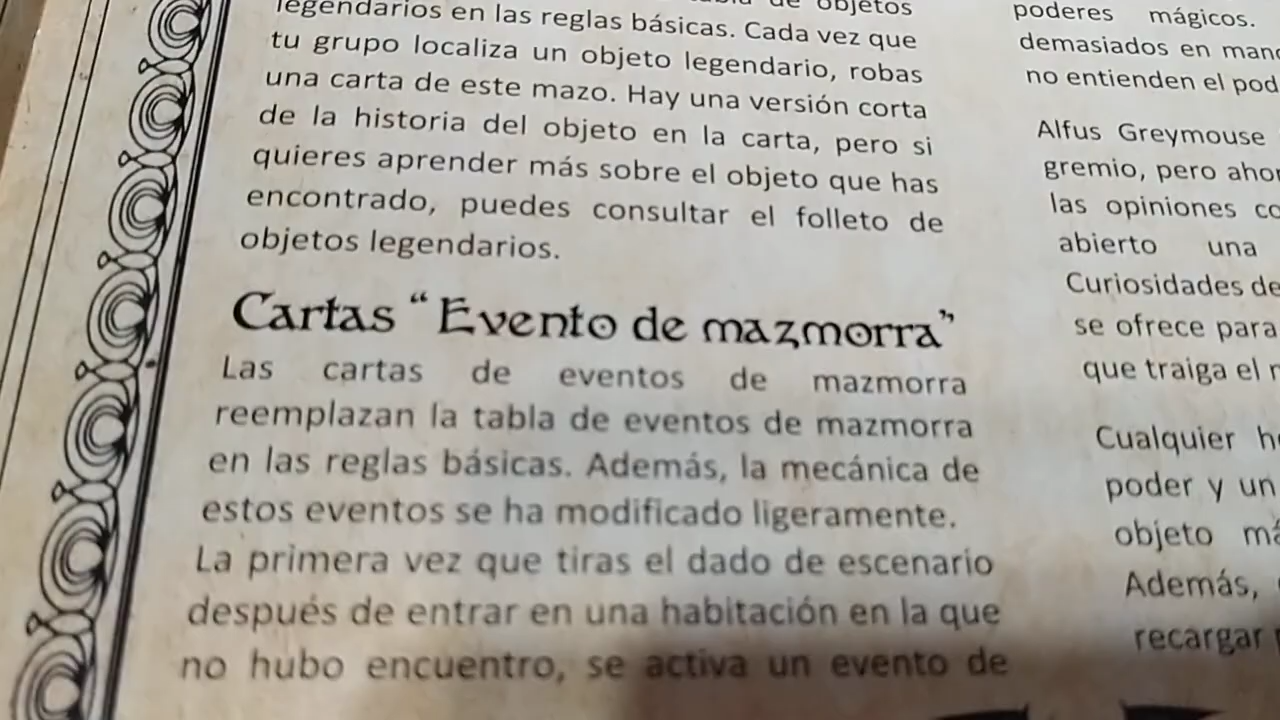 de objetos
legendarios en las reglas básicas. Cada vez que
tu grupo localiza un objeto legendario, robas
una carta de este mazo. Hay una versión corta
de la historia del objeto en la carta, pero si
quieres aprender más sobre el objeto que has
encontrado, puedes consultar el folleto de
objetos legendarios.
Cartas “Evento de mazmorra”
Las cartas de eventos de mazmorra
reemplazan la tabla de eventos de mazmorra
en las reglas básicas. Además, la mecánica de
estos eventos se ha modificado ligeramente.
La primera vez que tiras el dado de escenario
después de entrar en una habitación en la que
no hubo encuentro, se activa un evento de
poderes mágicos.
demasiados en
no entienden el
Alfus Greymouse
gremio, pero
las opiniones
abierto una
Curiosidades de
se ofrece para
que traiga el
Cualquier
poder y un
objeto
Además,
recargar